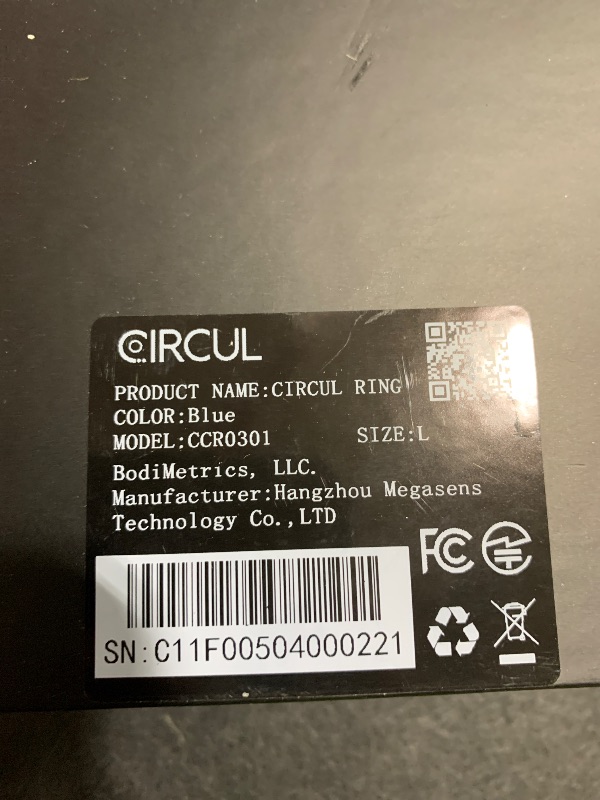 CIRCUL
PRODUCT NAME:CIRCUL RING
COLOR:Blue
MODEL:CCR0301 SIZE:L
BodiMetrics, LLC.
Manufacturer:Hangzhou Megasens
Technology Co.,LTD
FC
SN:C11F00504000221